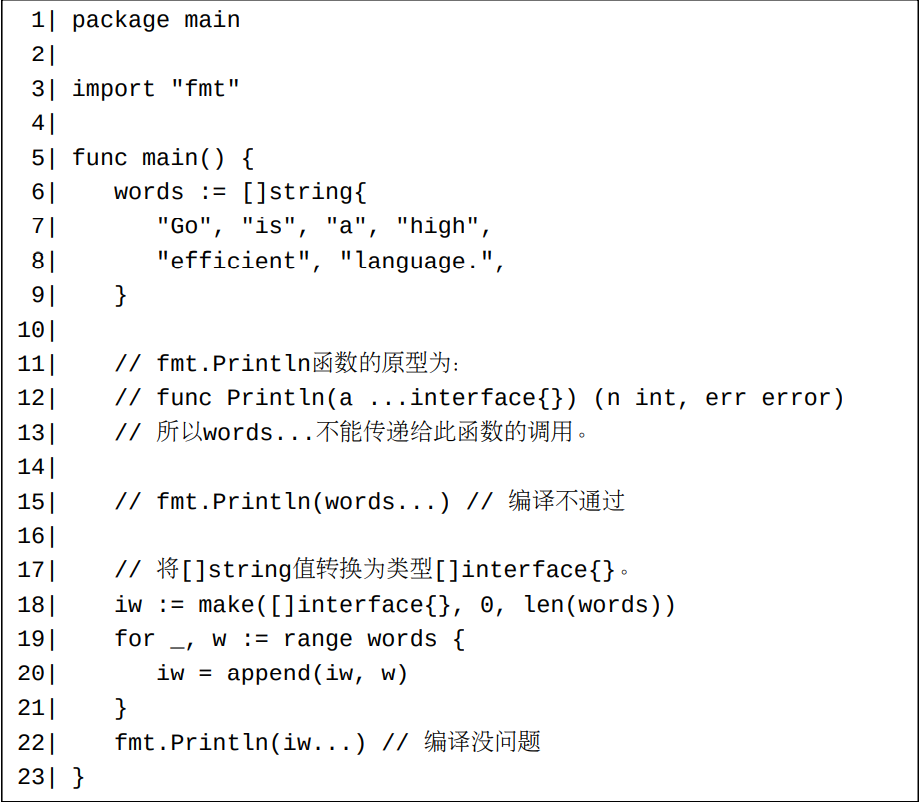 1| package main
2|
3| import "fmt"
4|
5| func main() {
6|    words := []string{
7|       "Go", "is", "a", "high",
8|       "efficient", "language.",
9|    }
10|
11|    // fmt.Println函数的原型为：
12|    // func Println(a ...interface{}) (n int, err error)
13|    // 所以words...不能传递给此函数的调用。
14|
15|    // fmt.Println(words...) // 编译不通过
16|
17|    // 将[]string值转换为类型[]interface{}。
18|    iw := make([]interface{}, 0, len(words))
19|    for _, w := range words {
20|       iw = append(iw, w)
21|    }
22|    fmt.Println(iw...) // 编译没问题
23| }